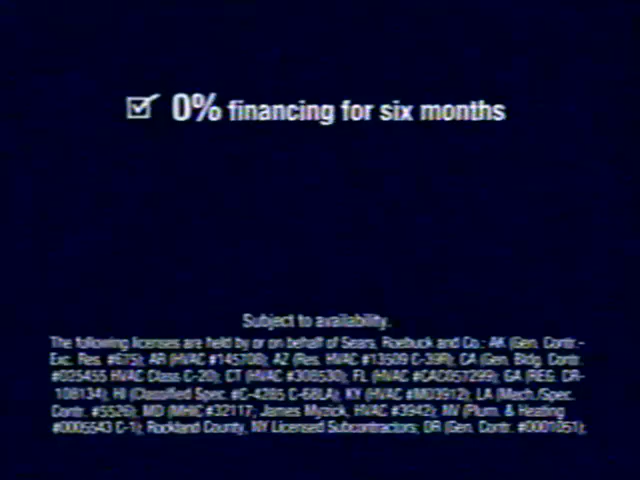 0% financing for six months
Subject to availability.
The following licenses are held by or on behalf of Sears, Roebuck and Co.: AK (Gen. Contr.-
Exc. Res. #675); AR (HVAC #145708); AZ (Res. HVAC #13509 C-39R); CA (Gen. Bldg. Contr.
#025455 HVAC Class C-20); CT (HVAC #308530); FL (HVAC #CAC057299); GA (REG. CR-
108134); HI (Classified Spec. #C-4285 C-68LA); KY (HVAC #M03912); LA (Mech./Spec.
Contr. #5526); MD (MHIC #32117, James Myzick, HVAC #3942); NV (Plum. & Heating
#0005543 C-1); Rockland County, NY Licensed Subcontractors; OR (Gen. Contr. #0001051);